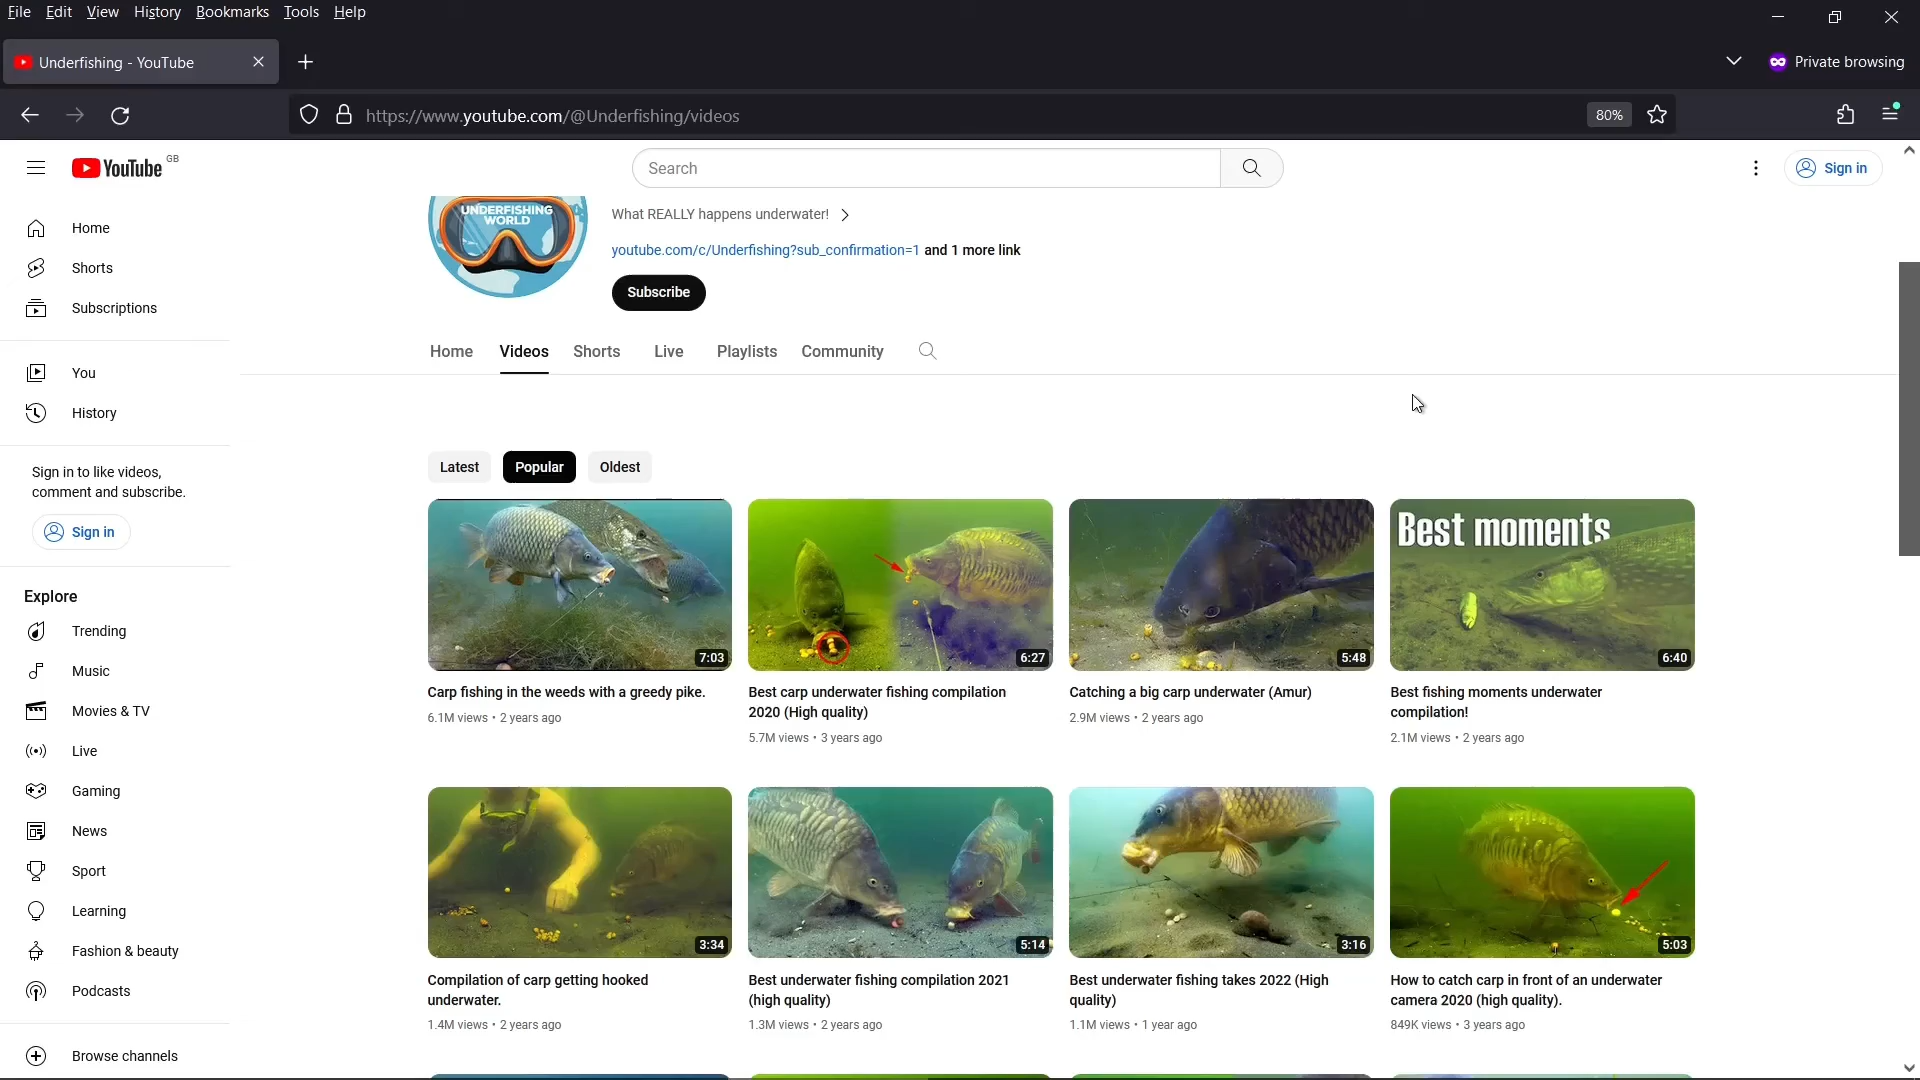 File Edit View History Bookmarks Tools Help
Underfishing - YouTube
Private browsing
https://www.youtube.com/@Underfishing/videos
80%
YouTube GB
Search
Sign in
Home
Shorts
Subscriptions
You
History
Sign in to like videos,
comment and subscribe.
Sign in
Explore
Trending
Music
Movies & TV
Live
Gaming
News
Sport
Learning
Fashion & beauty
Podcasts
Browse channels
UNDERFISHING
WORLD
What REALLY happens underwater!
youtube.com/c/Underfishing?sub_confirmation=1 and 1 more link
Subscribe
Home Videos Shorts Live Playlists Community
Latest Popular Oldest
7:03
Carp fishing in the weeds with a greedy pike.
6.1M views • 2 years ago
6:27
Best carp underwater fishing compilation
2020 (High quality)
5.7M views • 3 years ago
5:48
Catching a big carp underwater (Amur)
2.9M views • 2 years ago
Best moments
6:40
Best fishing moments underwater
compilation!
2.1M views • 2 years ago
3:34
Compilation of carp getting hooked
underwater.
1.4M views • 2 years ago
5:14
Best underwater fishing compilation 2021
(high quality)
1.3M views • 2 years ago
3:16
Best underwater fishing takes 2022 (High
quality)
1.1M views • 1 year ago
5:03
How to catch carp in front of an underwater
camera 2020 (high quality).
849K views • 3 years ago